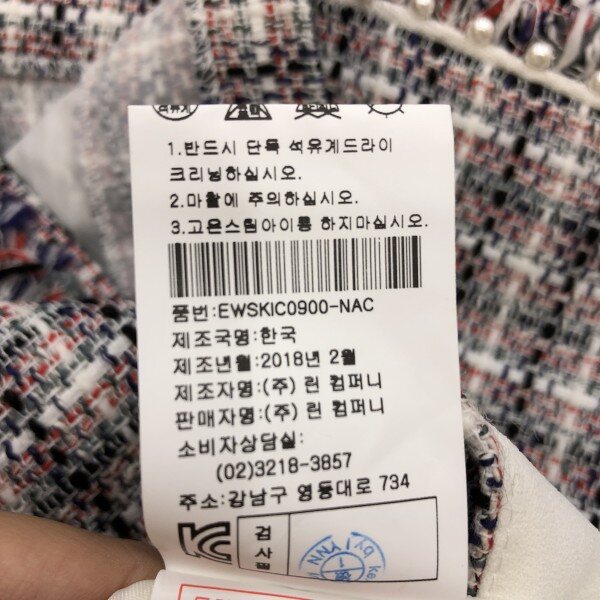 석유계
1.반드시 단독 석유계드라이
크리닝하십시오.
2.마찰에 주의하십시오.
3.고온스팀아이롱 하지마십시오.
품번:EWSKIC0900-NAC
제조국명:한국
제조년월:2018년 2월
제조자명:(주) 린 컴퍼니
판매자명:(주) 린 컴퍼니
소비자상담실:
(02)3218-3857
주소:강남구 영동대로 734
검
사
필